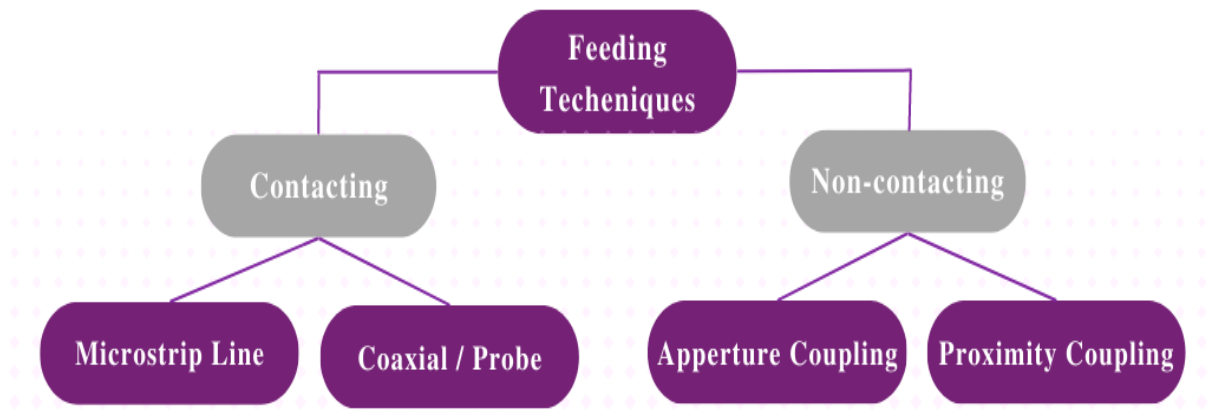 Feeding
Techeniques
Contacting
Non-contacting
Microstrip Line
Coaxial / Probe
Apperture Coupling
Proximity Coupling